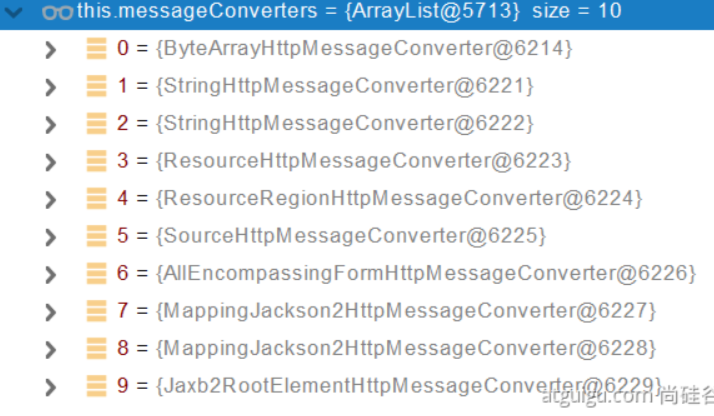 this.messageConverters = {ArrayList@5713} size = 10
0 = {ByteArrayHttpMessageConverter@6214}
1 = {StringHttpMessageConverter@6221}
2 = {StringHttpMessageConverter@6222}
3 = {ResourceHttpMessageConverter@6223}
4 = {ResourceRegionHttpMessageConverter@6224}
5 = {SourceHttpMessageConverter@6225}
6 = {AllEncompassingFormHttpMessageConverter@6226}
7 = {MappingJackson2HttpMessageConverter@6227}
8 = {MappingJackson2HttpMessageConverter@6228}
9 = {Jaxb2RootElementHttpMessageConverter@6229}
atguigu.com 尚硅谷